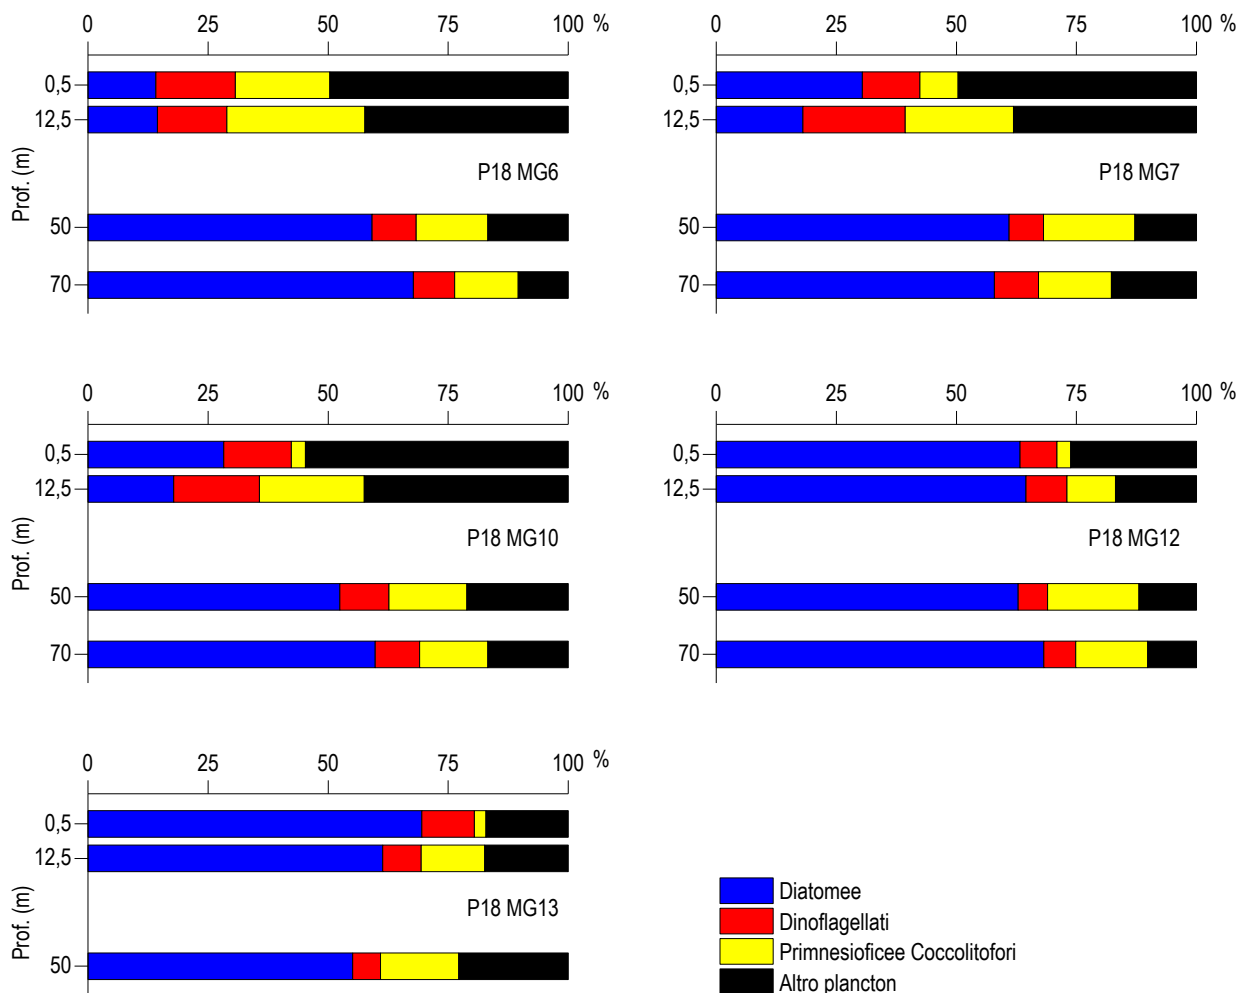 0 25 50 75 100 %
0,5
12,5
50
70
Prof. (m)
P18 MG6
0 25 50 75 100 %
0,5
12,5
50
70
P18 MG7
0 25 50 75 100 %
0,5
12,5
50
70
Prof. (m)
P18 MG10
0 25 50 75 100 %
0,5
12,5
50
70
P18 MG12
0 25 50 75 100 %
0,5
12,5
50
Prof. (m)
P18 MG13
Diatomee
Dinoflagellati
Primnesioficee Coccolitofori
Altro plancton